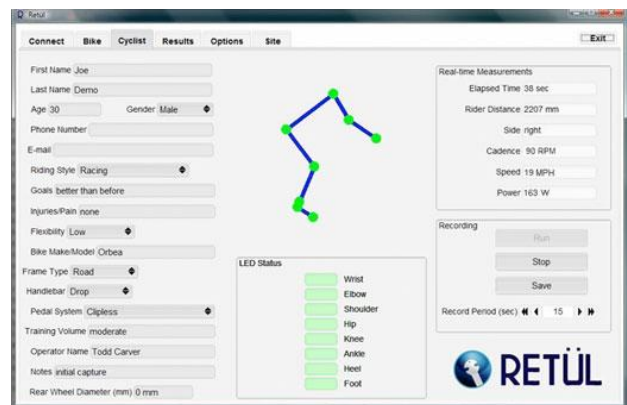 Retül
Connect Bike Cyclist Results Options Site Exit
First Name Joe
Last Name Demo
Age 30 Gender Male
Phone Number
E-mail
Riding Style Racing
Goals better than before
Injuries/Pain none
Flexibility Low
Bike Make/Model Orbea
Frame Type Road
Handlebar Drop
Pedal System Clipless
Training Volume moderate
Operator Name Todd Carver
Notes initial capture
Rear Wheel Diameter (mm) 0 mm
LED Status
Wrist
Elbow
Shoulder
Hip
Knee
Ankle
Heel
Foot
Real-time Measurements
Elapsed Time 38 sec
Rider Distance 2207 mm
Side right
Cadence 90 RPM
Speed 19 MPH
Power 163 W
Recording
Run
Stop
Save
Record Period (sec) 15
RETÜL